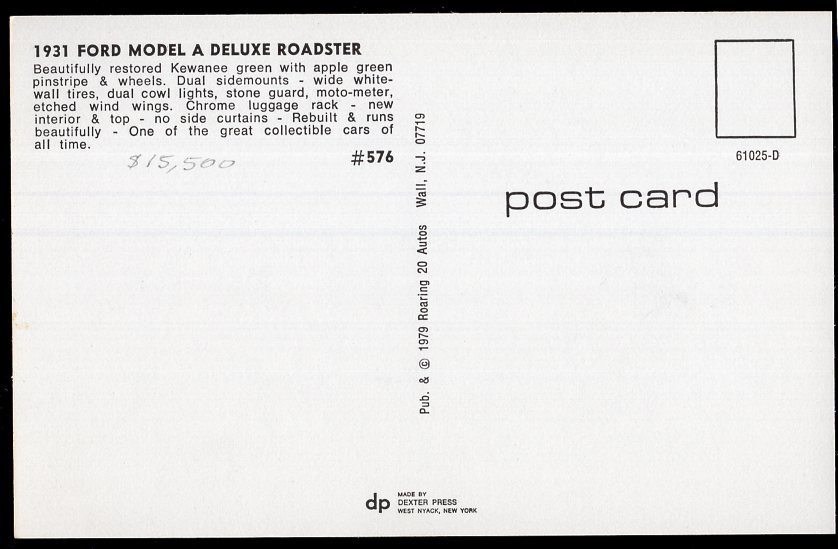 1931 FORD MODEL A DELUXE ROADSTER
Beautifully restored Kewanee green with apple green
pinstripe & wheels. Dual sidemounts - wide white-
wall tires, dual cowl lights, stone guard, moto-meter,
etched wind wings. Chrome luggage rack - new
interior & top - no side curtains - Rebuilt & runs
beautifully - One of the great collectible cars of
all time.
$15,500
#576
Pub. & © 1979 Roaring 20 Autos Wall, N.J. 07719
61025-D
post card
dp
MADE BY
DEXTER PRESS
WEST NYACK, NEW YORK